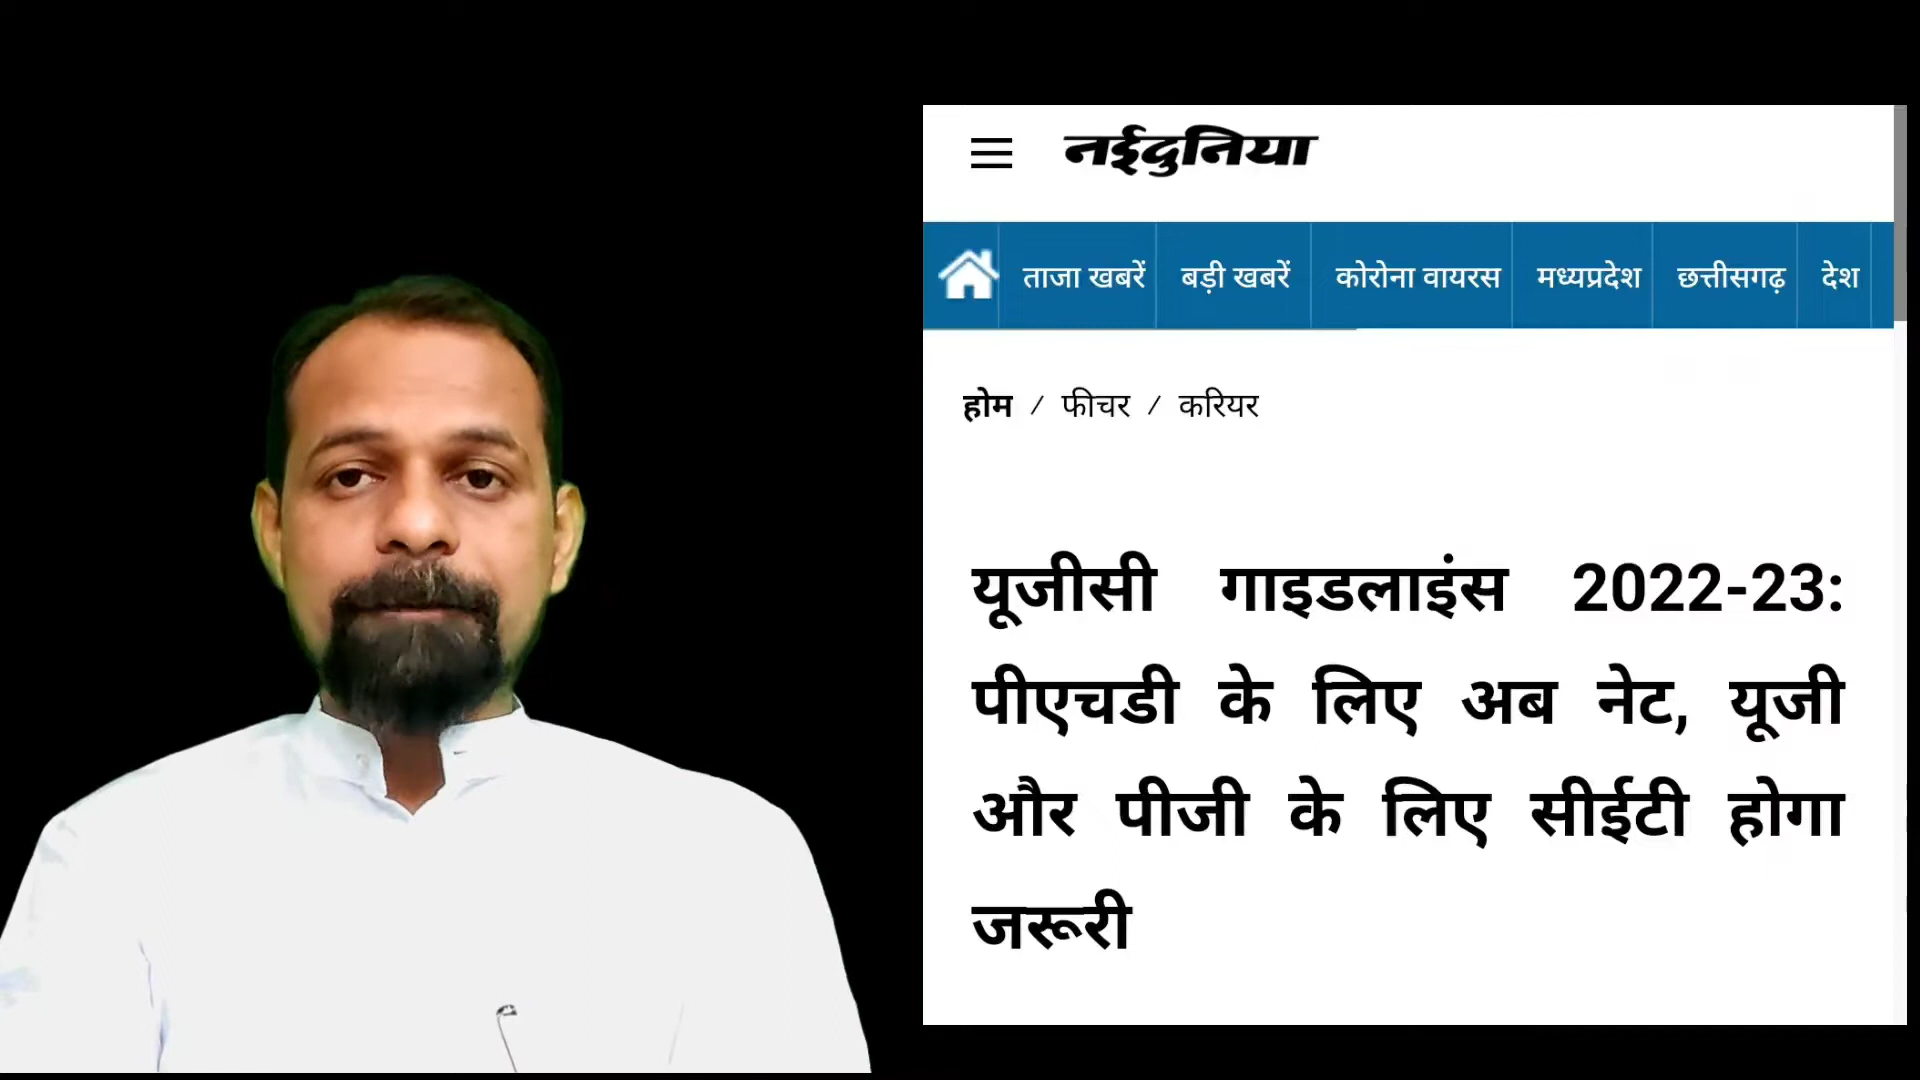 नईदुनिया
ताजा खबरें बड़ी खबरें कोरोना वायरस मध्यप्रदेश छत्तीसगढ़ देश
होम / फीचर / करियर
यूजीसी गाइडलाइंस 2022-23:
पीएचडी के लिए अब नेट, यूजी
और पीजी के लिए सीईटी होगा
जरूरी